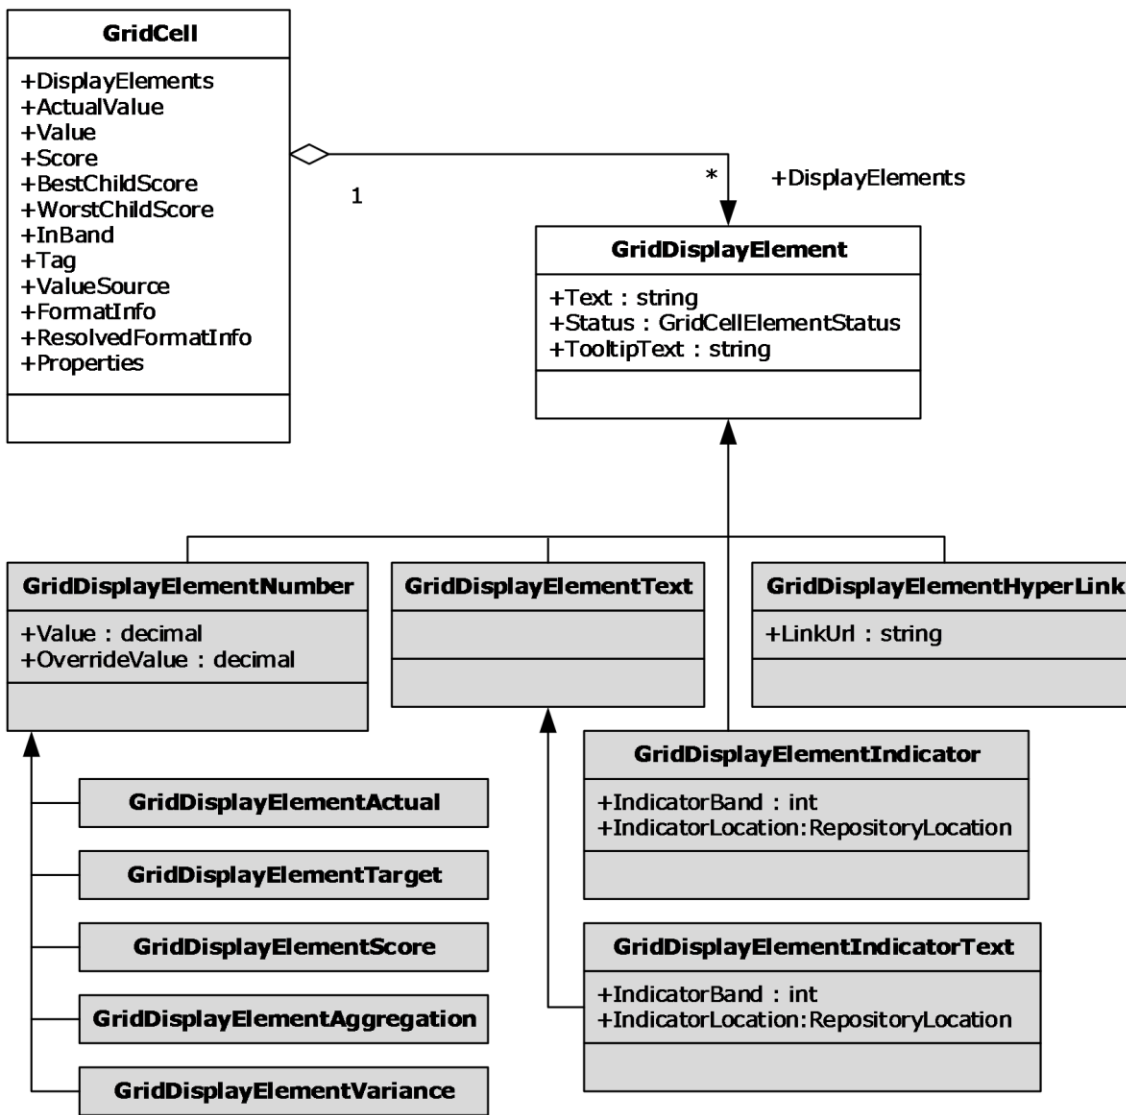 GridCell
+DisplayElements
+ActualValue
+Value
+Score
+BestChildScore
+WorstChildScore
+InBand
+Tag
+ValueSource
+FormatInfo
+ResolvedFormatInfo
+Properties
1
*
+DisplayElements
GridDisplayElement
+Text : string
+Status : GridCellElementStatus
+TooltipText : string
GridDisplayElementNumber
+Value : decimal
+OverrideValue : decimal
GridDisplayElementText
GridDisplayElementHyperLink
+LinkUrl : string
GridDisplayElementIndicator
+IndicatorBand : int
+IndicatorLocation:RepositoryLocation
GridDisplayElementActual
GridDisplayElementTarget
GridDisplayElementScore
GridDisplayElementAggregation
GridDisplayElementVariance
GridDisplayElementIndicatorText
+IndicatorBand : int
+IndicatorLocation:RepositoryLocation